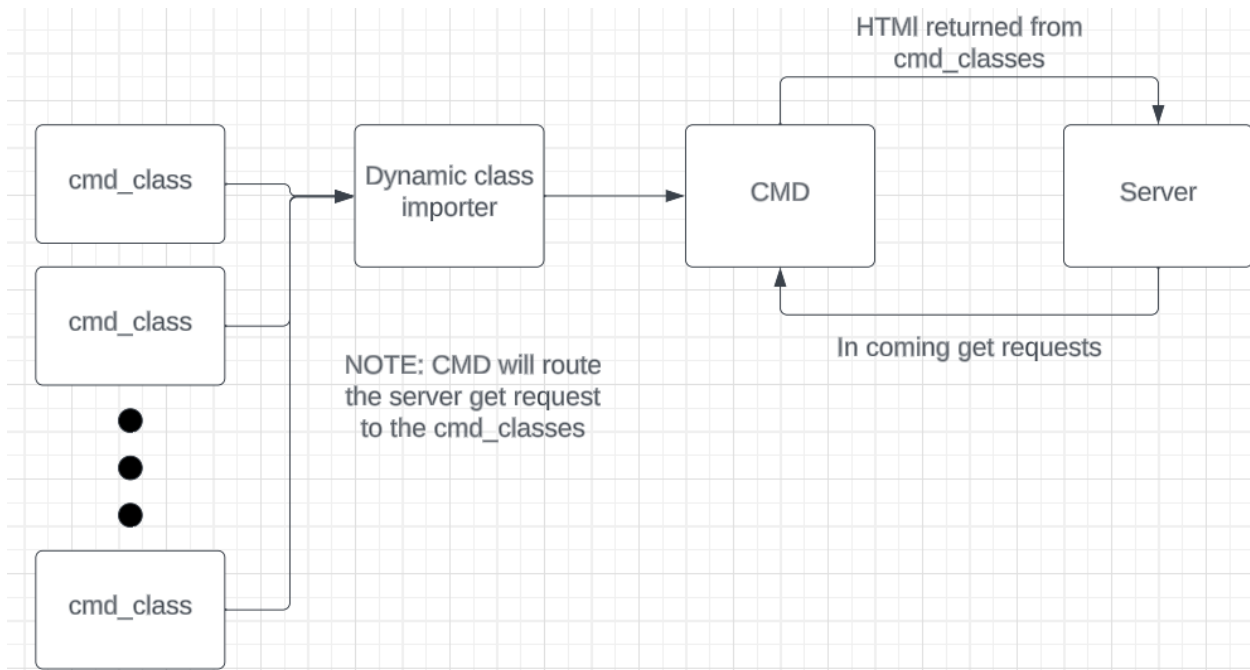 HTMl returned from
cmd_classes
cmd_class
Dynamic class
importer
CMD
Server
cmd_class
In coming get requests
NOTE: CMD will route
the server get request
to the cmd_classes
cmd_class